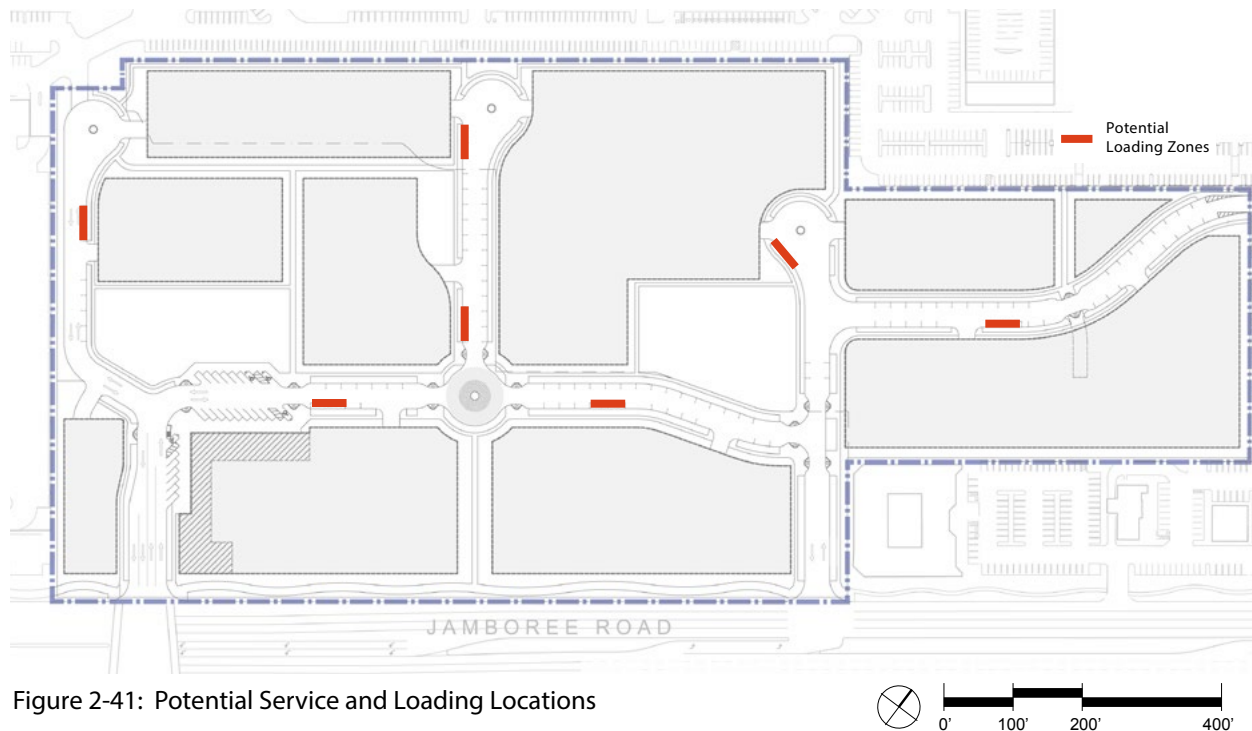 Potential
Loading Zones
JAMBOREE ROAD
Figure 2-41: Potential Service and Loading Locations
0' 100' 200' 400'